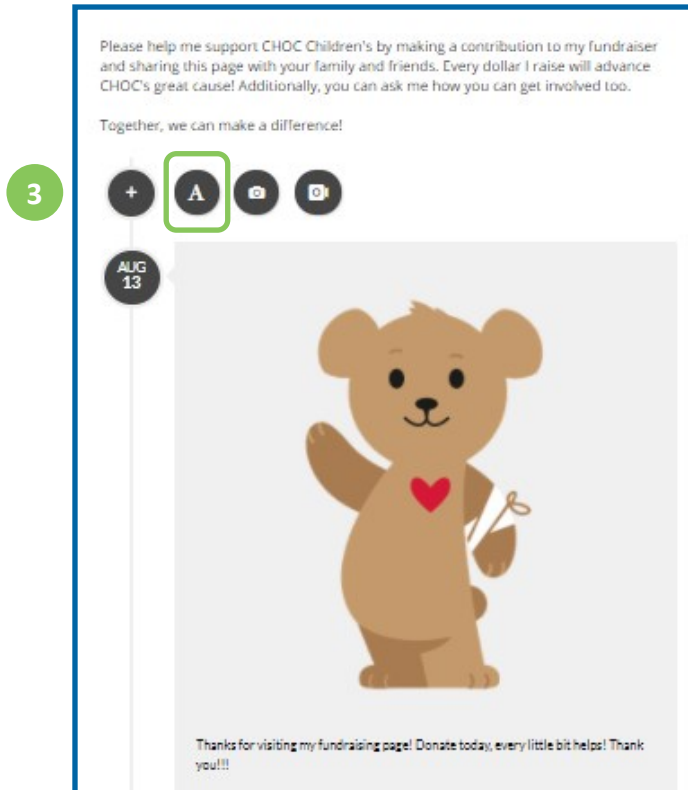 Please help me support CHOC Children's by making a contribution to my fundraiser
and sharing this page with your family and friends. Every dollar I raise will advance
CHOC's great cause! Additionally, you can ask me how you can get involved too.
Together, we can make a difference!
3
+
A
AUG
13
Thanks for visiting my fundraising page! Donate today, every little bit helps! Thank
you!!!